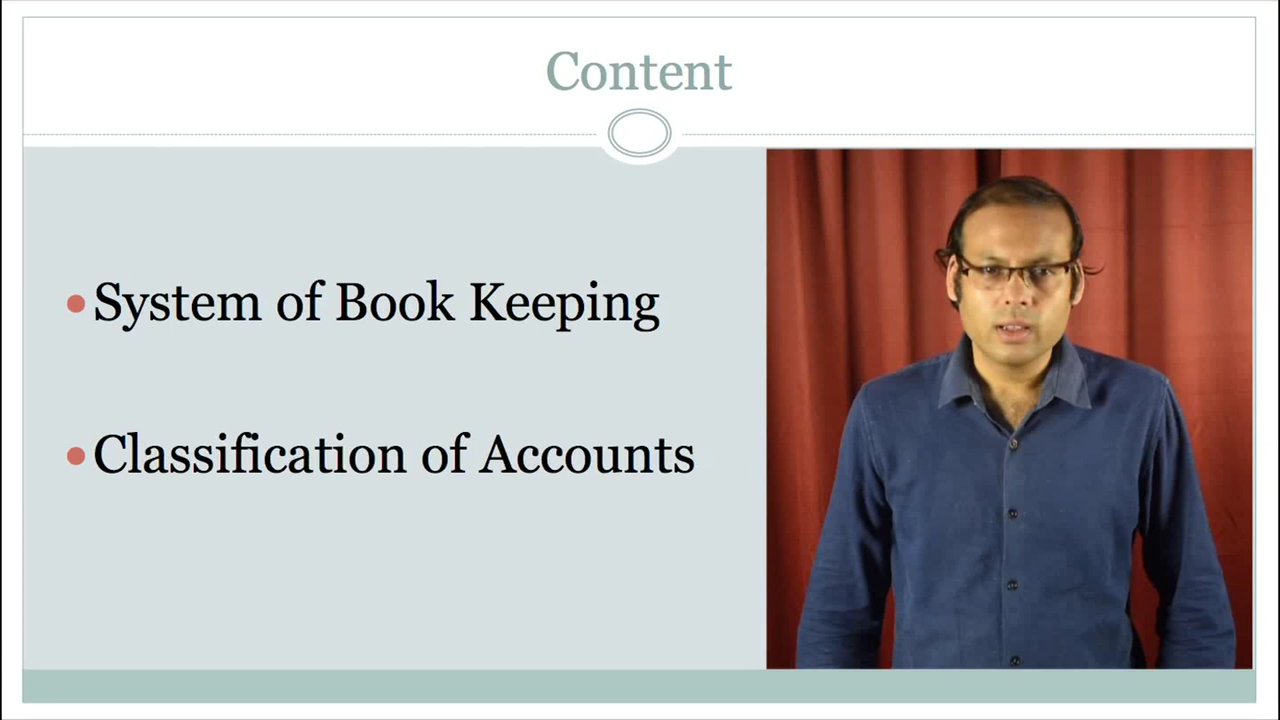 Content
System of Book Keeping
Classification of Accounts